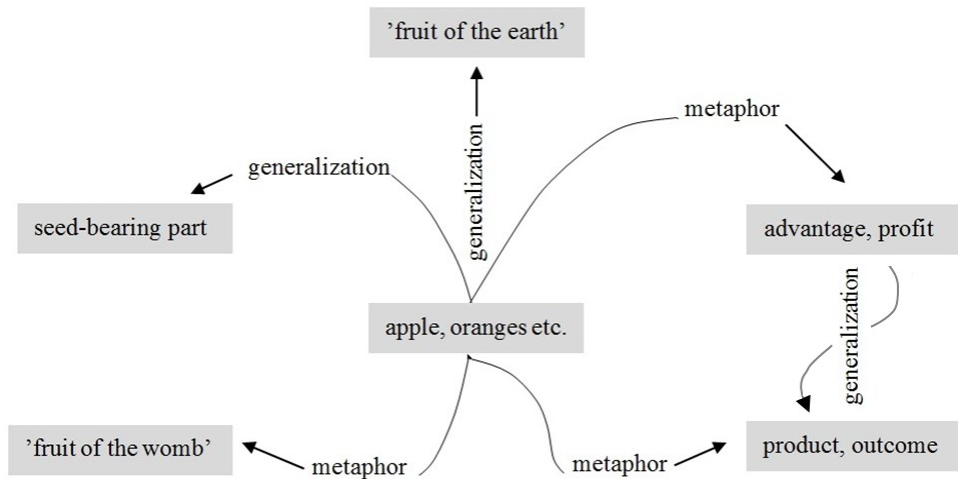 ’fruit of the earth’
metaphor
generalization
generalization
seed-bearing part
advantage, profit
generalization
apple, oranges etc.
’fruit of the womb’
product, outcome
metaphor
metaphor